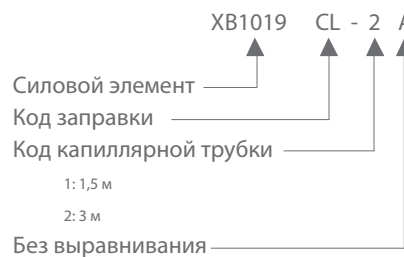 XB1019 CL - 2 A
Силовой элемент
Код заправки
Код капиллярной трубки
1: 1,5 м
2: 3 м
Без выравнивания